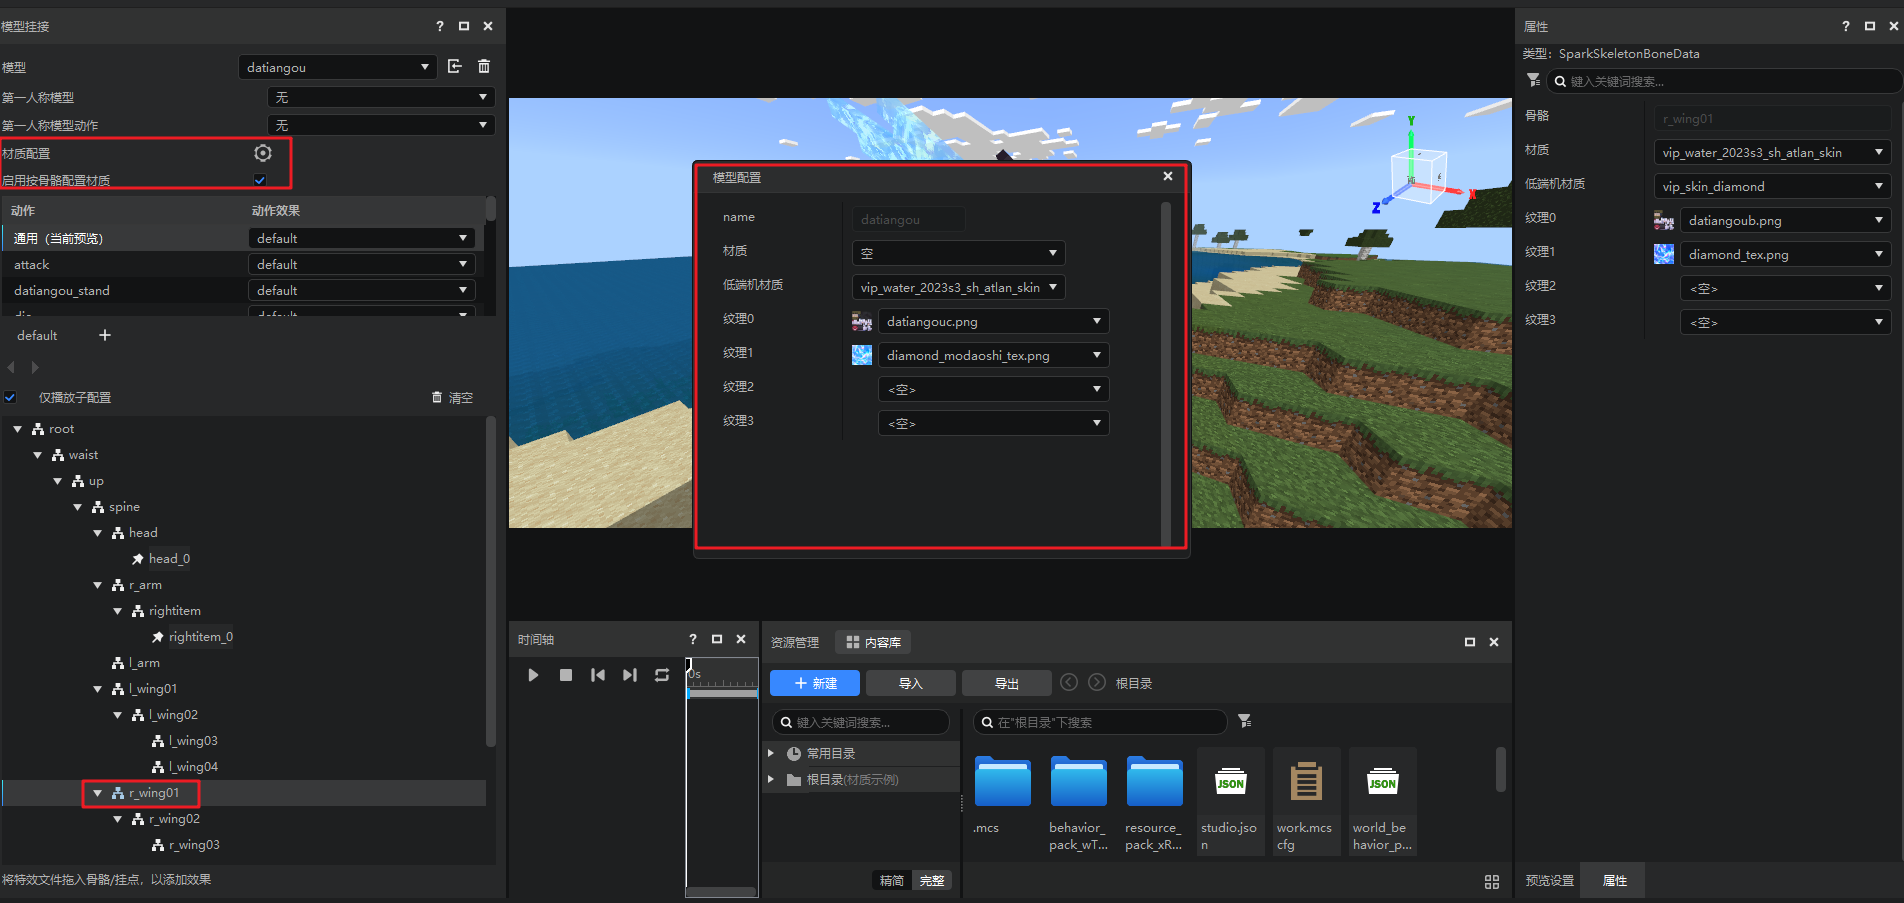 模型挂接
模型
datiangou
第一人称模型
无
第一人称模型动作
无
材质配置
启用按骨骼配置材质
动作
动作效果
通用（当前预览）
default
attack
default
datiangou_stand
default
die
default
default
仅播放子配置
清空
root
waist
up
spine
head
head_0
r_arm
rightitem
rightitem_0
l_arm
l_wing01
l_wing02
l_wing03
l_wing04
r_wing01
r_wing02
r_wing03
将特效文件拖入骨骼/挂点，以添加效果
Y
X
Z
模型配置
name
datiangou
材质
空
低端机材质
vip_water_2023s3_sh_atlan_skin
纹理0
datiangouc.png
纹理1
diamond_modaoshi_tex.png
纹理2
<空>
纹理3
<空>
时间轴
0s
资源管理
内容库
新建
导入
导出
根目录
键入关键词搜索...
在"根目录"下搜索
常用目录
根目录(材质示例)
.mcs
behavior_
pack_wT...
resource_
pack_xR...
JSON
studio.jso
n
work.mcs
cfg
JSON
world_be
havior_p...
精简
完整
属性
类型：SparkSkeletonBoneData
键入关键词搜索...
骨骼
r_wing01
材质
vip_water_2023s3_sh_atlan_skin
低端机材质
vip_skin_diamond
纹理0
datiangoub.png
纹理1
diamond_tex.png
纹理2
<空>
纹理3
<空>
预览设置
属性